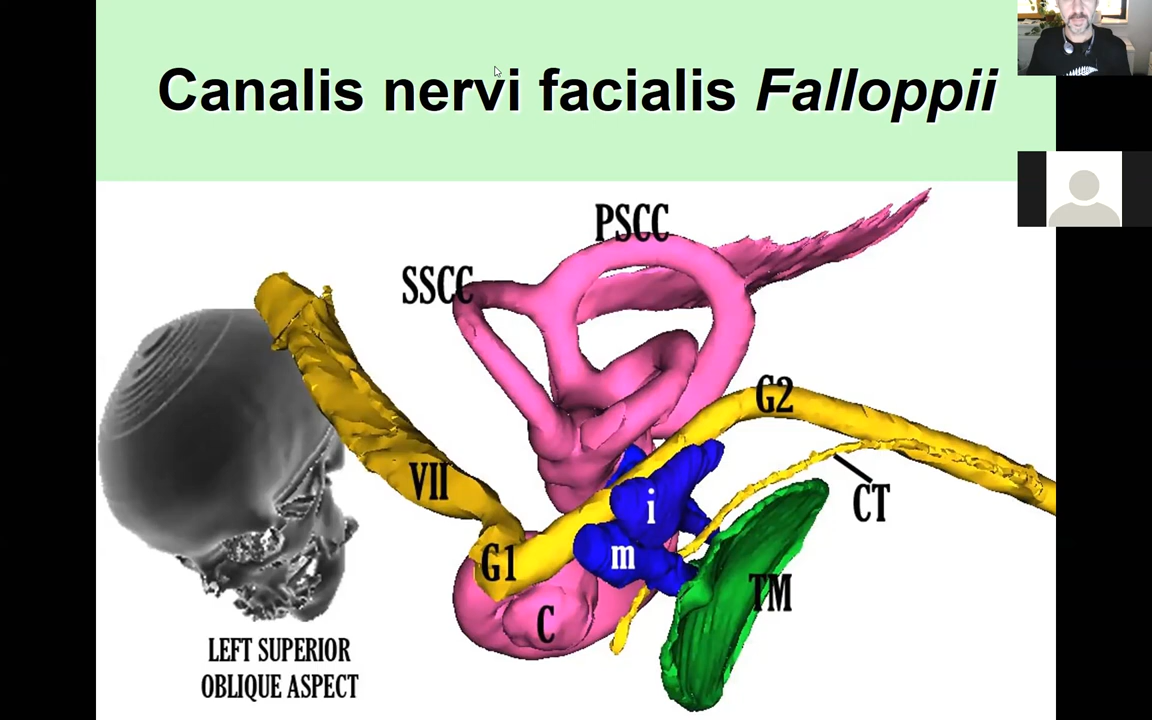 Canalis nervi facialis Falloppii
PSCC
SSCC
G2
VII
CT
i
m
G1
TM
C
LEFT SUPERIOR
OBLIQUE ASPECT